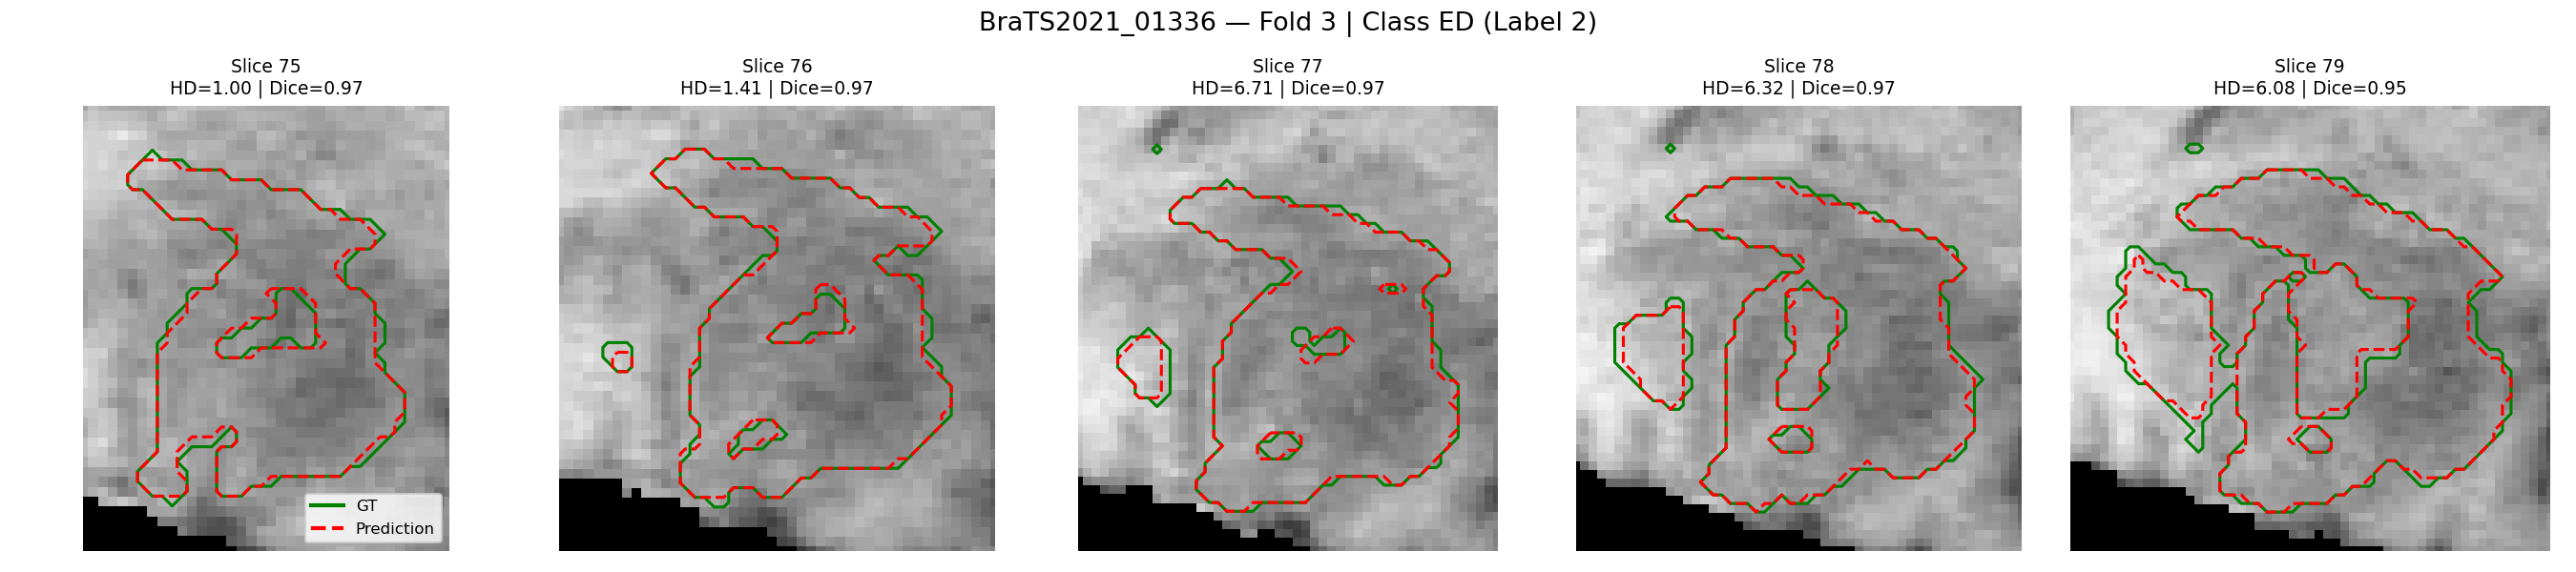 BraTS2021_01336 — Fold 3 | Class ED (Label 2)
Slice 75
HD=1.00 | Dice=0.97
Slice 76
HD=1.41 | Dice=0.97
Slice 77
HD=6.71 | Dice=0.97
Slice 78
HD=6.32 | Dice=0.97
Slice 79
HD=6.08 | Dice=0.95
GT
Prediction